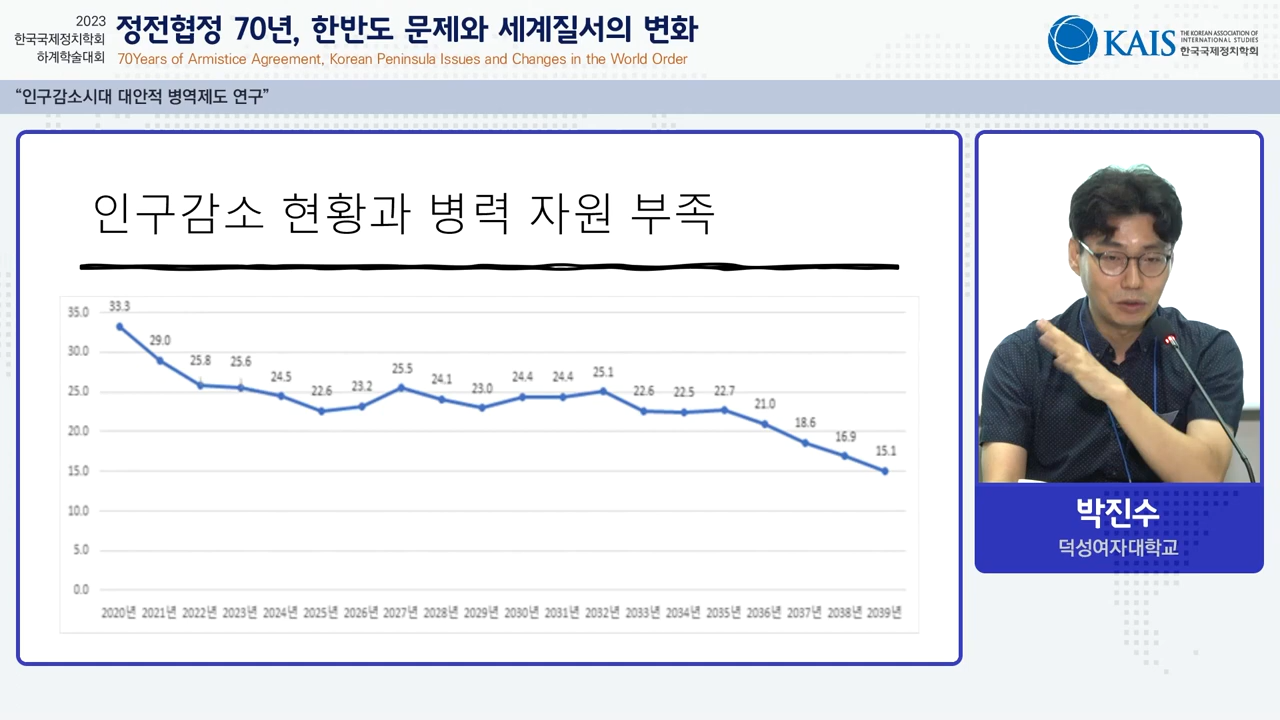 2023
한국국제정치학회
하계학술대회
정전협정 70년, 한반도 문제와 세계질서의 변화
70Years of Armistice Agreement, Korean Peninsula Issues and Changes in the World Order
KAIS
THE KOREAN ASSOCIATION OF
INTERNATIONAL STUDIES
한국국제정치학회
“인구감소시대 대안적 병역제도 연구”
인구감소 현황과 병력 자원 부족
35.0
30.0
25.0
20.0
15.0
10.0
5.0
0.0
33.3 29.0 25.8 25.6 24.5 22.6 23.2 25.5 24.1 23.0 24.4 24.4 25.1 22.6 22.5 22.7 21.0 18.6 16.9 15.1
2020년 2021년 2022년 2023년 2024년 2025년 2026년 2027년 2028년 2029년 2030년 2031년 2032년 2033년 2034년 2035년 2036년 2037년 2038년 2039년
박진수
덕성여자대학교